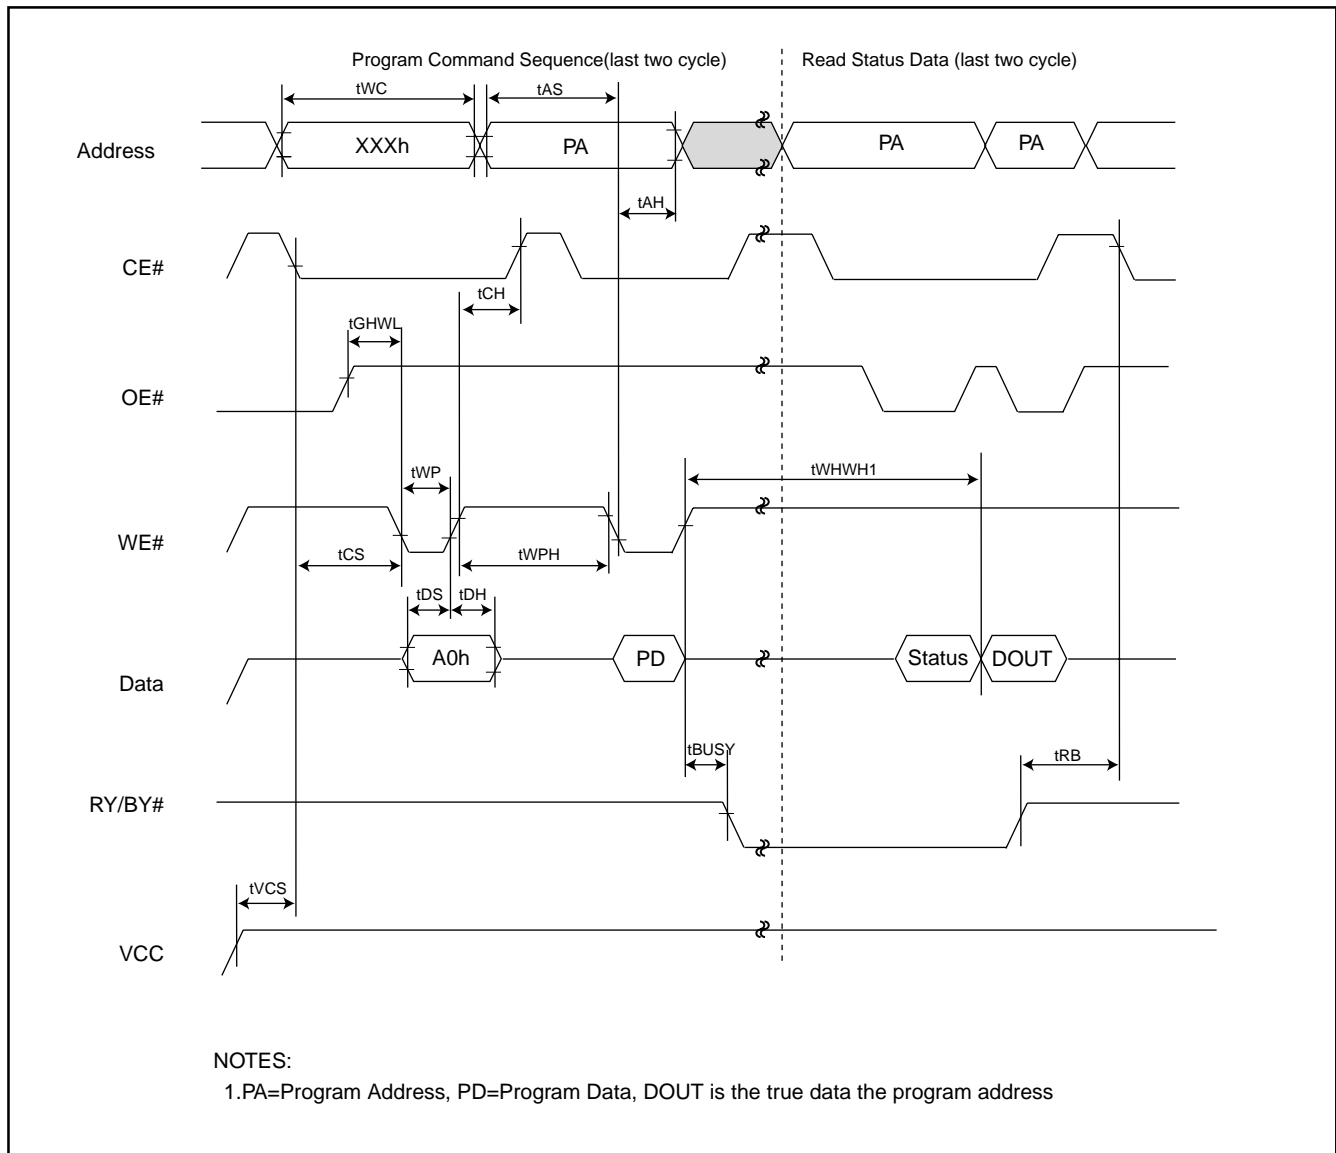 Program Command Sequence(last two cycle)
Read Status Data (last two cycle)
tWC
tAS
Address
XXXh
PA
PA
PA
tAH
CE#
tCH
tGHWL
OE#
tWP
tWHWH1
WE#
tCS
tWPH
tDS
tDH
Data
A0h
PD
Status
DOUT
tBUSY
tRB
RY/BY#
tVCS
VCC
NOTES:
1.PA=Program Address, PD=Program Data, DOUT is the true data the program address